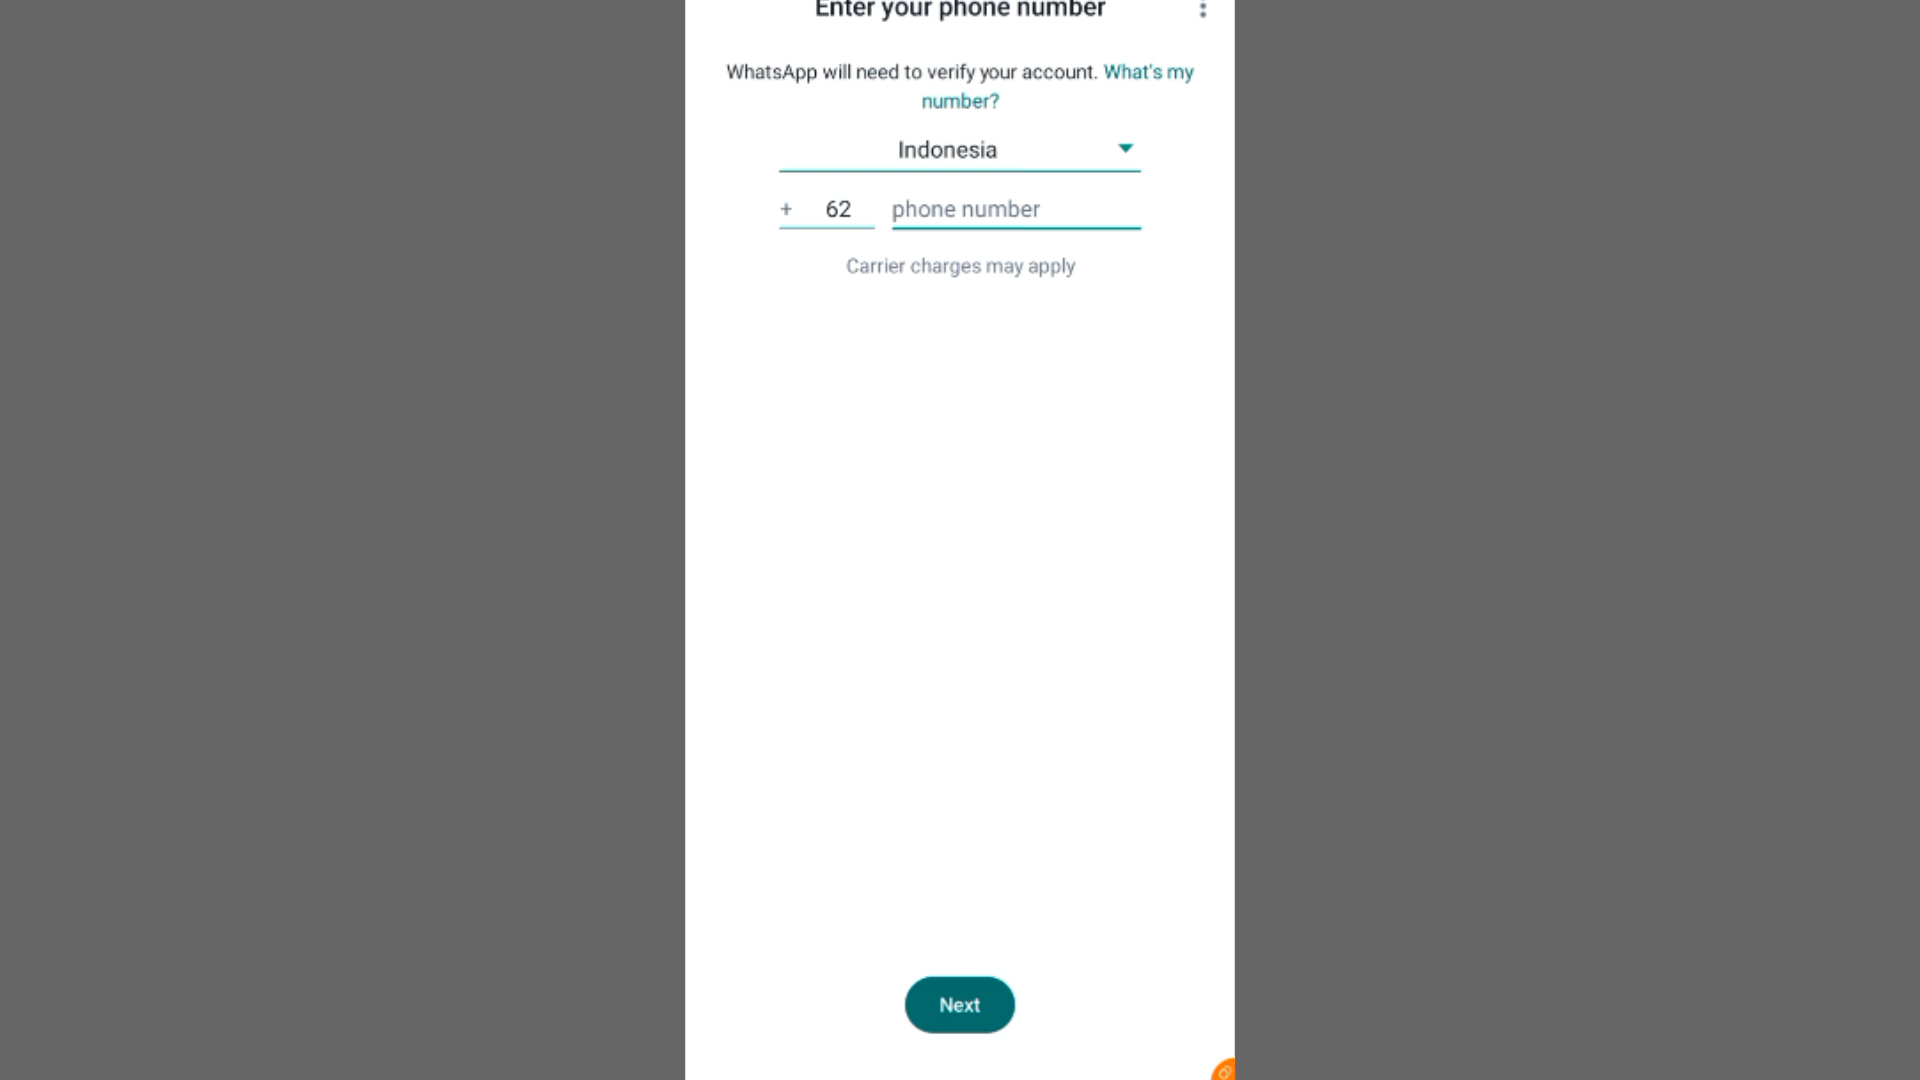 Enter your phone number
WhatsApp will need to verify your account. What's my
number?
Indonesia
+ 62 phone number
Carrier charges may apply
Next